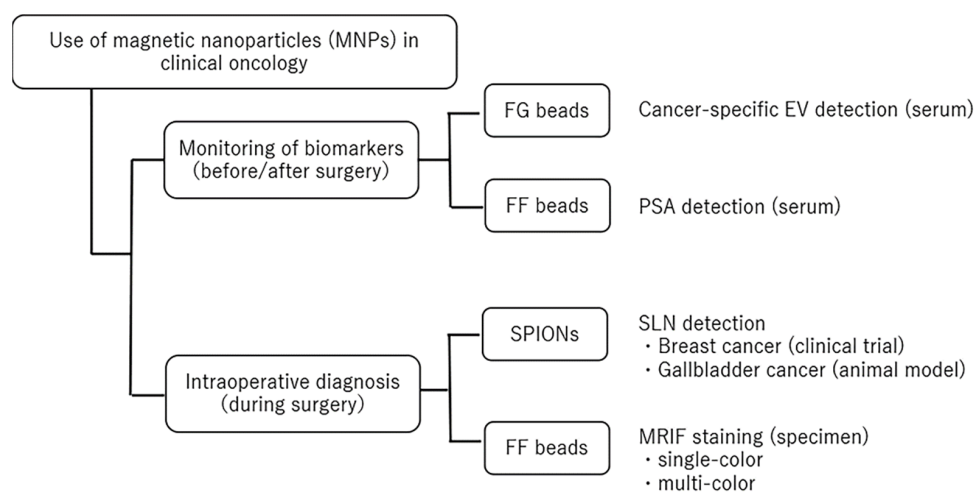 Use of magnetic nanoparticles (MNPs) in
clinical oncology
Monitoring of biomarkers
(before/after surgery)
FG beads
Cancer-specific EV detection (serum)
FF beads
PSA detection (serum)
Intraoperative diagnosis
(during surgery)
SPIONs
SLN detection
・Breast cancer (clinical trial)
・Gallbladder cancer (animal model)
FF beads
MRIF staining (specimen)
・single-color
・multi-color